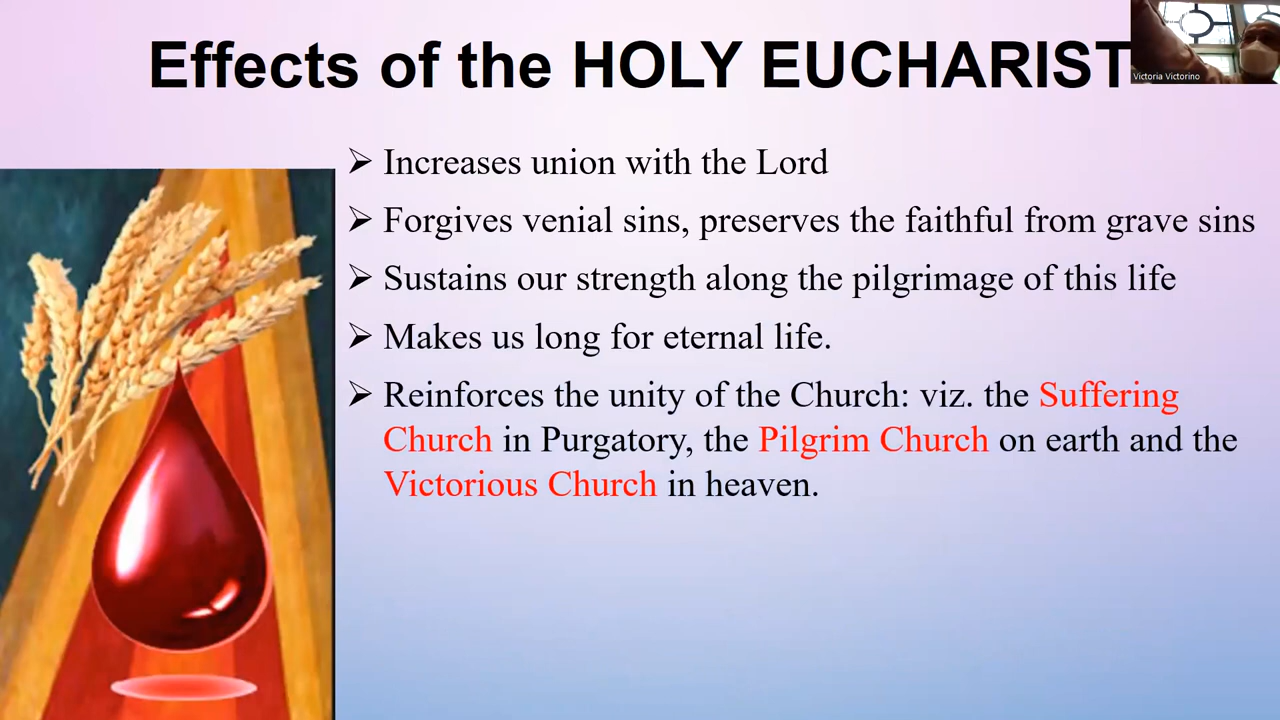 Effects of the HOLY EUCHARIST
Victoria Victorino
➢ Increases union with the Lord
➢ Forgives venial sins, preserves the faithful from grave sins
➢ Sustains our strength along the pilgrimage of this life
➢ Makes us long for eternal life.
➢ Reinforces the unity of the Church: viz. the Suffering
Church in Purgatory, the Pilgrim Church on earth and the
Victorious Church in heaven.